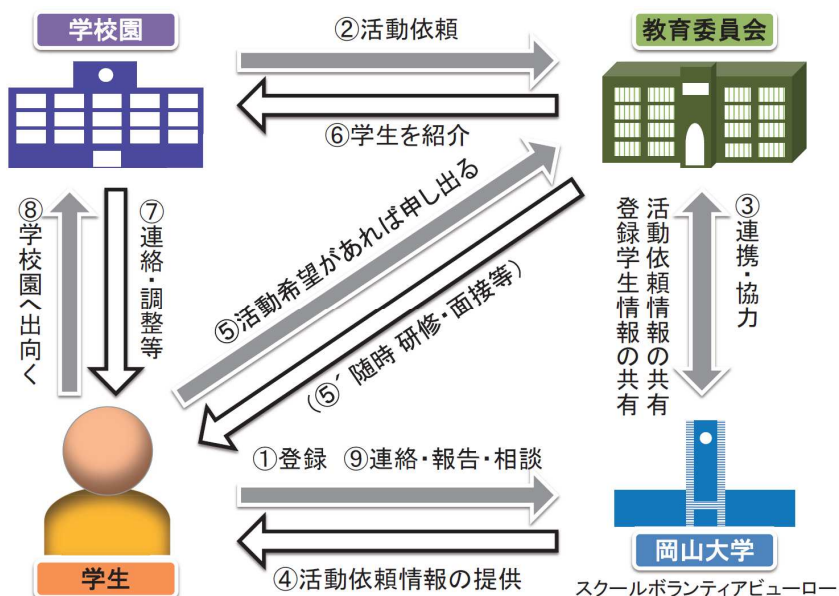 学校園
②活動依頼
教育委員会
⑥学生を紹介
⑧学校園へ出向く
⑦連絡・調整等
⑤活動希望があれば申し出る
(⑤´ 随時 研修・面接等)
③連携・協力
活動依頼情報の共有
登録学生情報の共有
①登録 ⑨連絡・報告・相談
④活動依頼情報の提供
学生
岡山大学
スクールボランティアビューロー